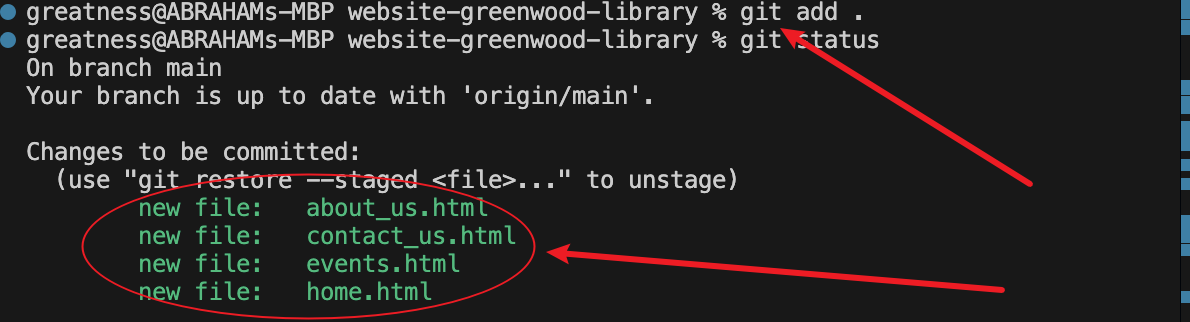 greatness@ABRAHAMs-MBP website-greenwood-library % git add .
greatness@ABRAHAMs-MBP website-greenwood-library % git status
On branch main
Your branch is up to date with 'origin/main'.
Changes to be committed:
(use "git restore --staged <file>..." to unstage)
new file: about_us.html
new file: contact_us.html
new file: events.html
new file: home.html